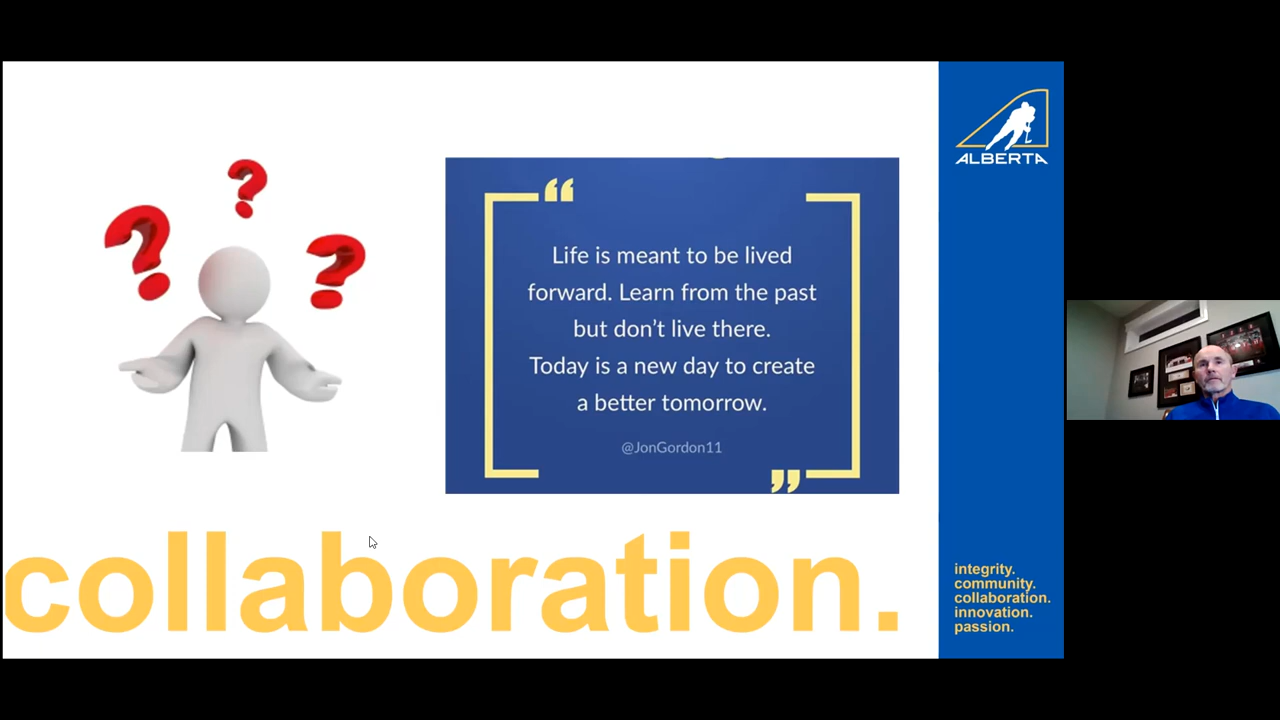 ? ? ?
“
Life is meant to be lived
forward. Learn from the past
but don’t live there.
Today is a new day to create
a better tomorrow.
@JonGordon11
”
collaboration.
ALBERTA
integrity.
community.
collaboration.
innovation.
passion.